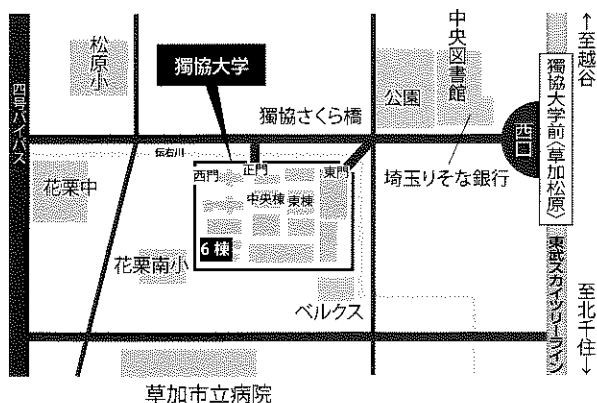 松原小
獨協大学
中央図書館
公園
←至越谷
獨協大学前〈草加松原〉
西口
四号バイパス
獨協さくら橋
伝右川
埼玉りそな銀行
花栗中
西門
正門
東門
中央棟
東棟
6棟
花栗南小
ベルクス
東武スカイツリーライン
至北千住→
草加市立病院